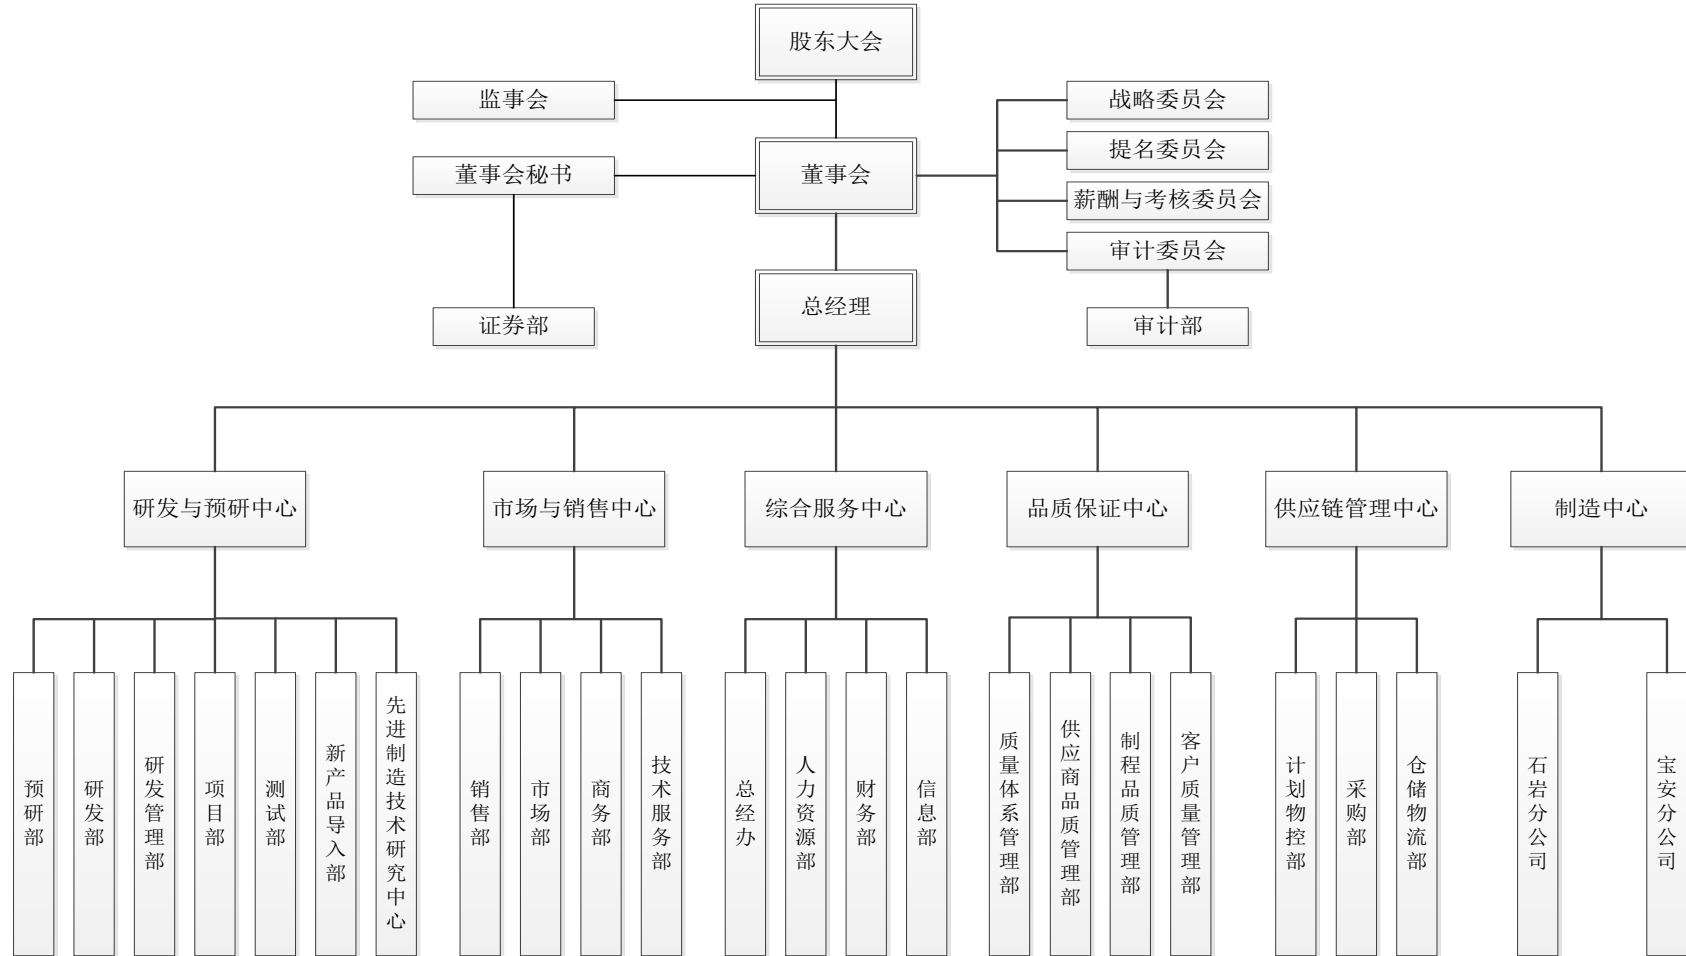 股东大会
监事会
战略委员会
提名委员会
董事会秘书
董事会
薪酬与考核委员会
审计委员会
总经理
证券部
审计部
研发与预研中心
市场与销售中心
综合服务中心
品质保证中心
供应链管理中心
制造中心
预研部
研发部
研发管理部
项目部
测试部
新产品导入部
先进制造技术研究中心
销售部
市场部
商务部
技术服务部
总经办
人力资源部
财务部
信息部
质量体系管理部
供应商品质管理部
制程品质管理部
客户质量管理部
计划物控部
采购部
仓储物流部
石岩分公司
宝安分公司